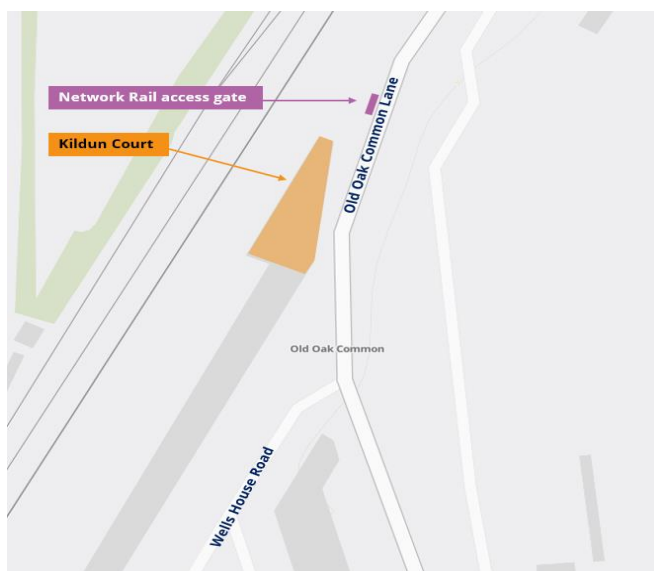 Network Rail access gate
Kildun Court
Old Oak Common Lane
Old Oak Common
Wells House Road